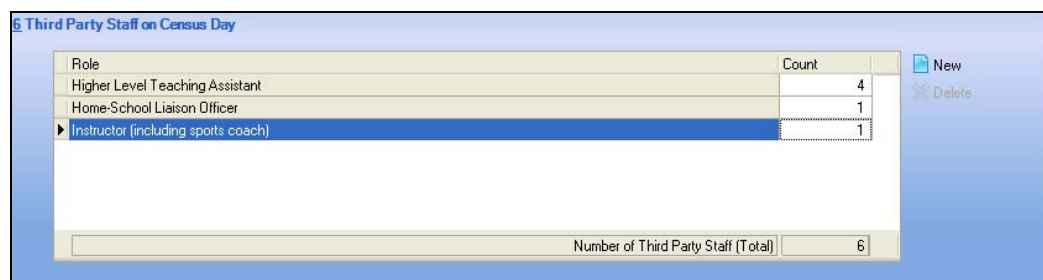 6 Third Party Staff on Census Day
Role Count
New
Higher Level Teaching Assistant 4
Delete
Home-School Liaison Officer 1
Instructor (including sports coach) 1
Number of Third Party Staff (Total) 6